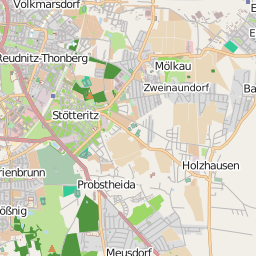 Volkmarsdorf
Reudnitz-Thonberg
Mölkau
Zweinaundorf
Stötteritz
Holzhausen
Probstheida
Meusdorf